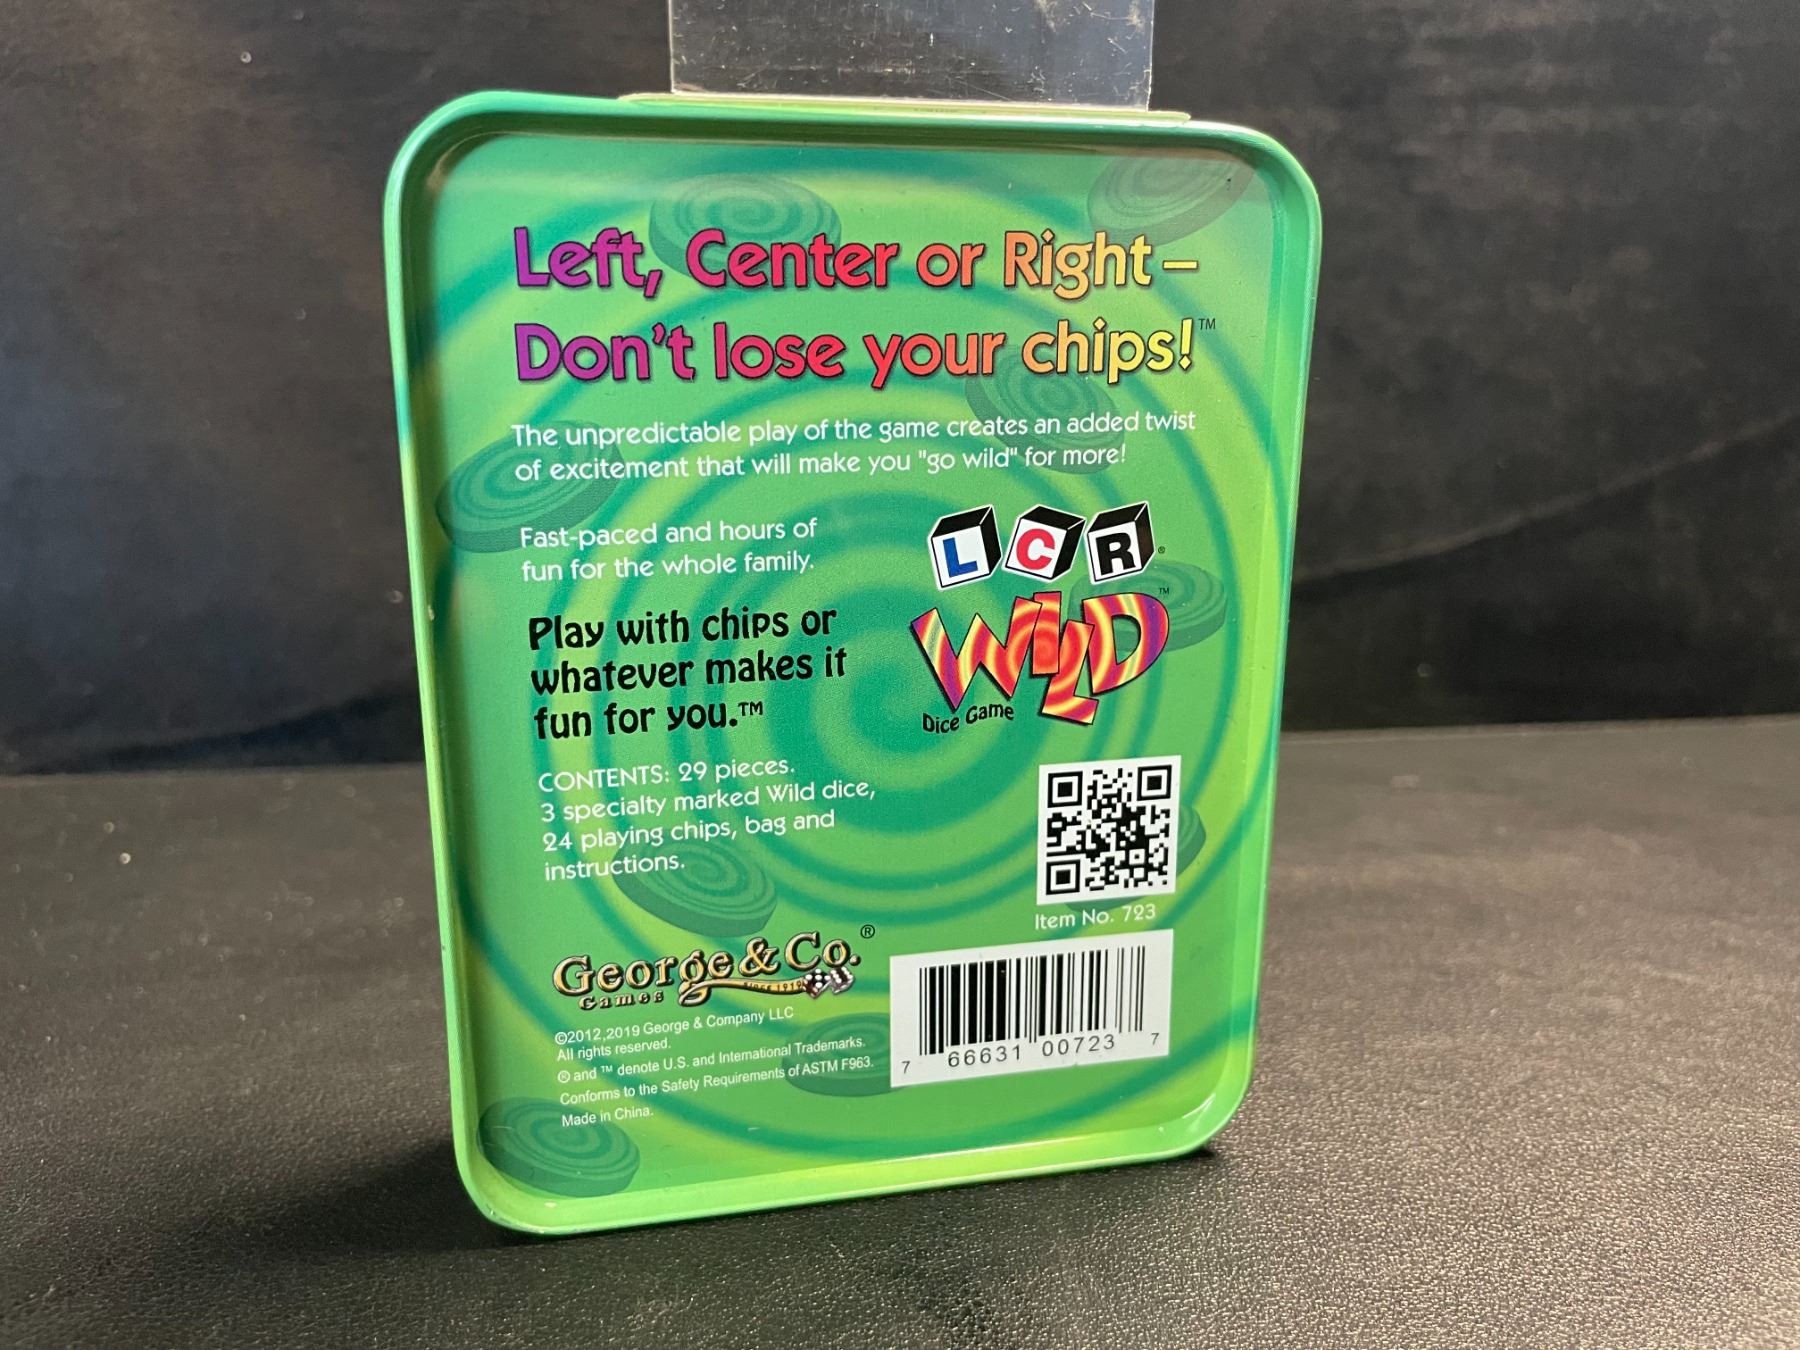 Left, Center or Right –
Don't lose your chips!™
The unpredictable play of the game creates an added twist
of excitement that will make you "go wild" for more!
Fast-paced and hours of
fun for the whole family.
L C R ®
WILD ™
Dice Game
Play with chips or
whatever makes it
fun for you.™
CONTENTS: 29 pieces.
3 specialty marked Wild dice,
24 playing chips, bag and
instructions.
Item No. 723
George & Co. ®
Games SINCE 1919
©2012,2019 George & Company LLC
All rights reserved.
® and ™ denote U.S. and International Trademarks.
Conforms to the Safety Requirements of ASTM F963.
Made in China.
7 66631 00723 7